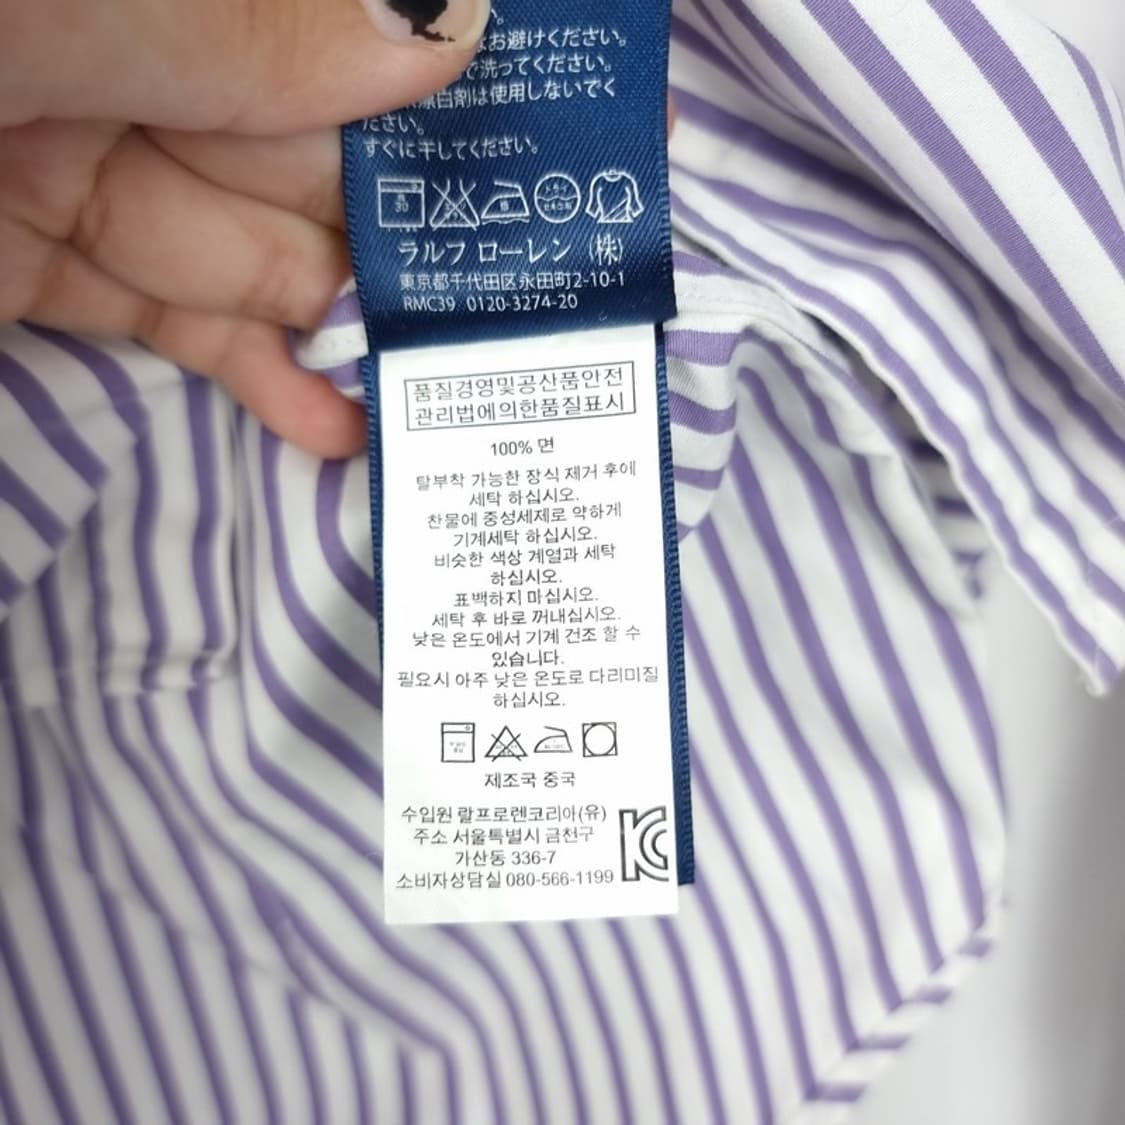 い。
はお避けください。
で洗ってください。
漂白剤は使用しないでく
ださい。
すぐに干してください。
30
ラルフ ローレン (株)
東京都千代田区永田町2-10-1
RMC39 0120-3274-20
품질경영및공산품안전
관리법에의한품질표시
100% 면
탈부착 가능한 장식 제거 후에
세탁 하십시오.
찬물에 중성세제로 약하게
기계세탁 하십시오.
비슷한 색상 계열과 세탁
하십시오.
표백하지 마십시오.
세탁 후 바로 꺼내십시오.
낮은 온도에서 기계 건조 할 수
있습니다.
필요시 아주 낮은 온도로 다리미질
하십시오.
제조국 중국
수입원 랄프로렌코리아(유)
주소 서울특별시 금천구
가산동 336-7
소비자상담실 080-566-1199